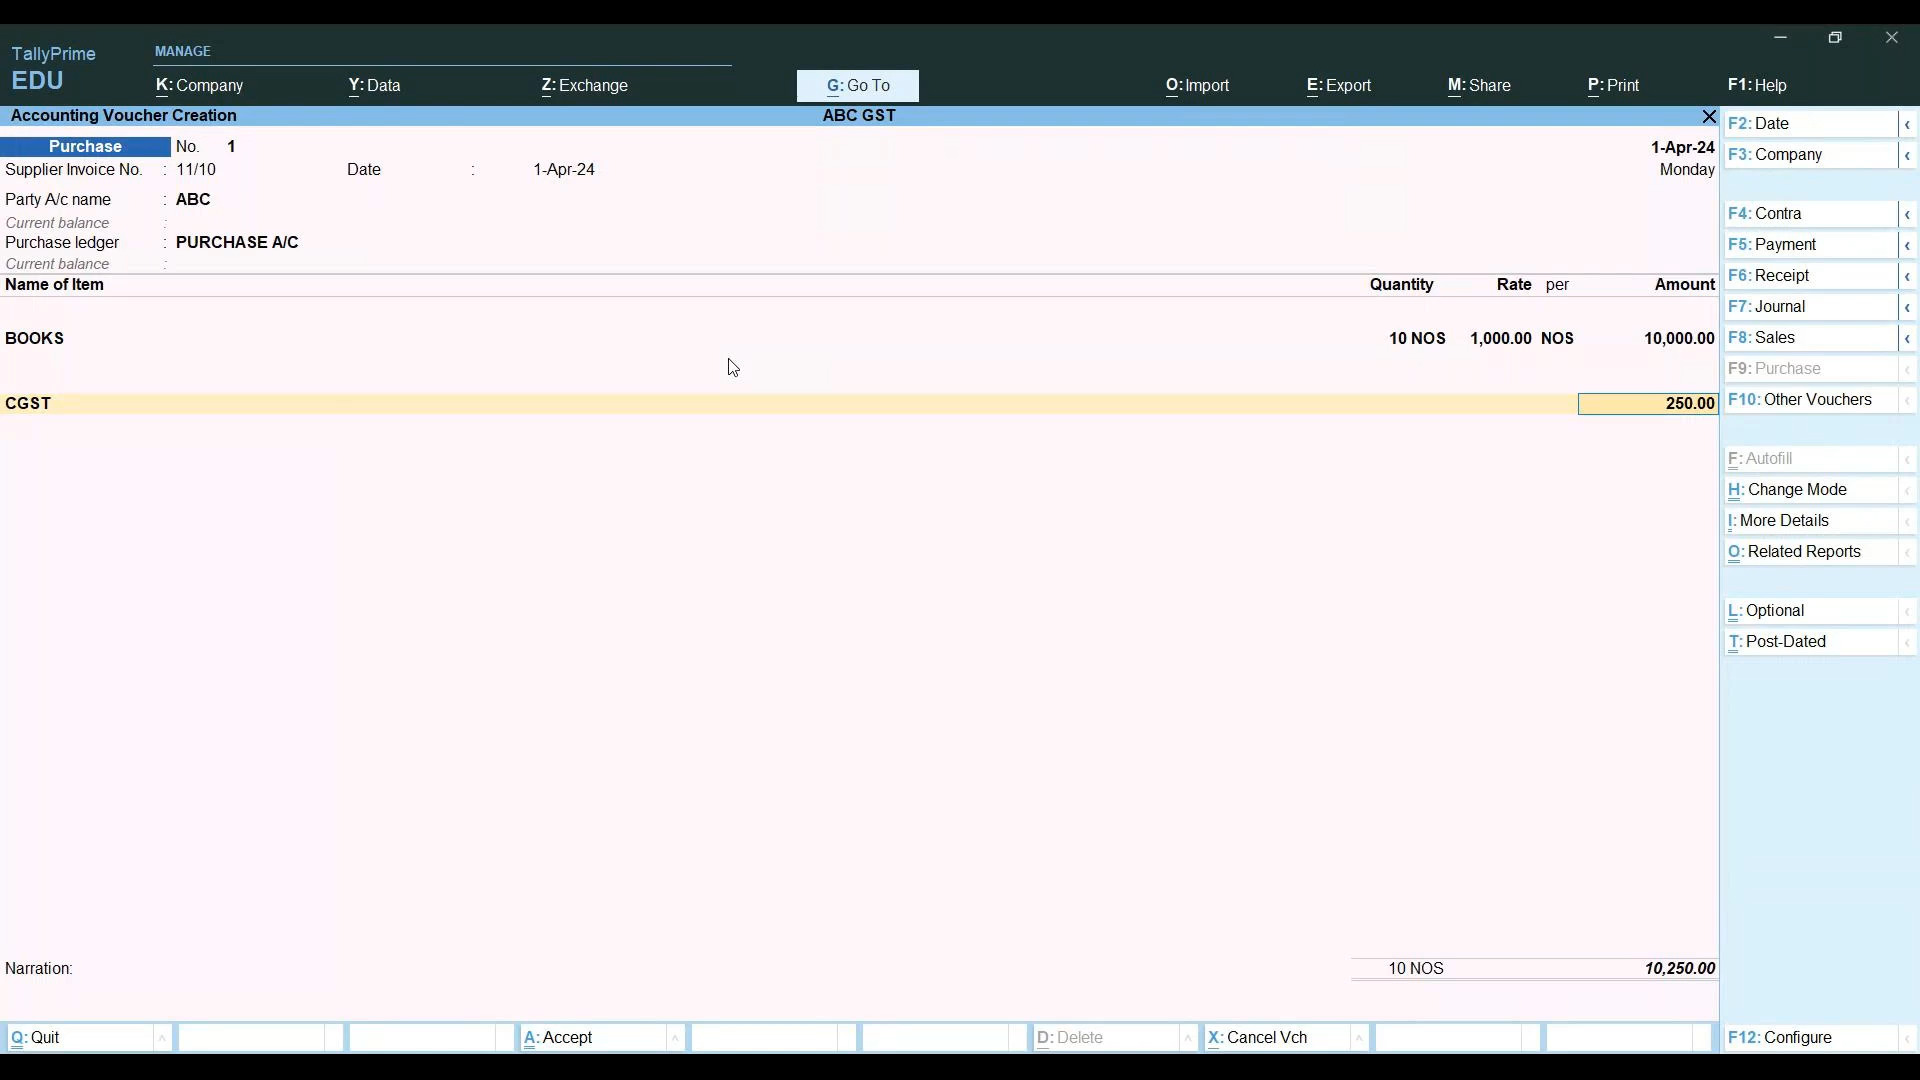 TallyPrime
EDU
MANAGE
K: Company
Y: Data
Z: Exchange
G: Go To
O: Import
E: Export
M: Share
P: Print
F1: Help
Accounting Voucher Creation
ABC GST
Purchase No. 1
1-Apr-24
Supplier Invoice No. : 11/10 Date : 1-Apr-24
Monday
Party A/c name : ABC
Current balance :
Purchase ledger : PURCHASE A/C
Current balance :
Name of Item Quantity Rate per Amount
BOOKS 10 NOS 1,000.00 NOS 10,000.00
CGST 250.00
Narration: 10 NOS 10,250.00
F2: Date
F3: Company
F4: Contra
F5: Payment
F6: Receipt
F7: Journal
F8: Sales
F9: Purchase
F10: Other Vouchers
F: Autofill
H: Change Mode
I: More Details
O: Related Reports
L: Optional
T: Post-Dated
Q: Quit
A: Accept
D: Delete
X: Cancel Vch
F12: Configure